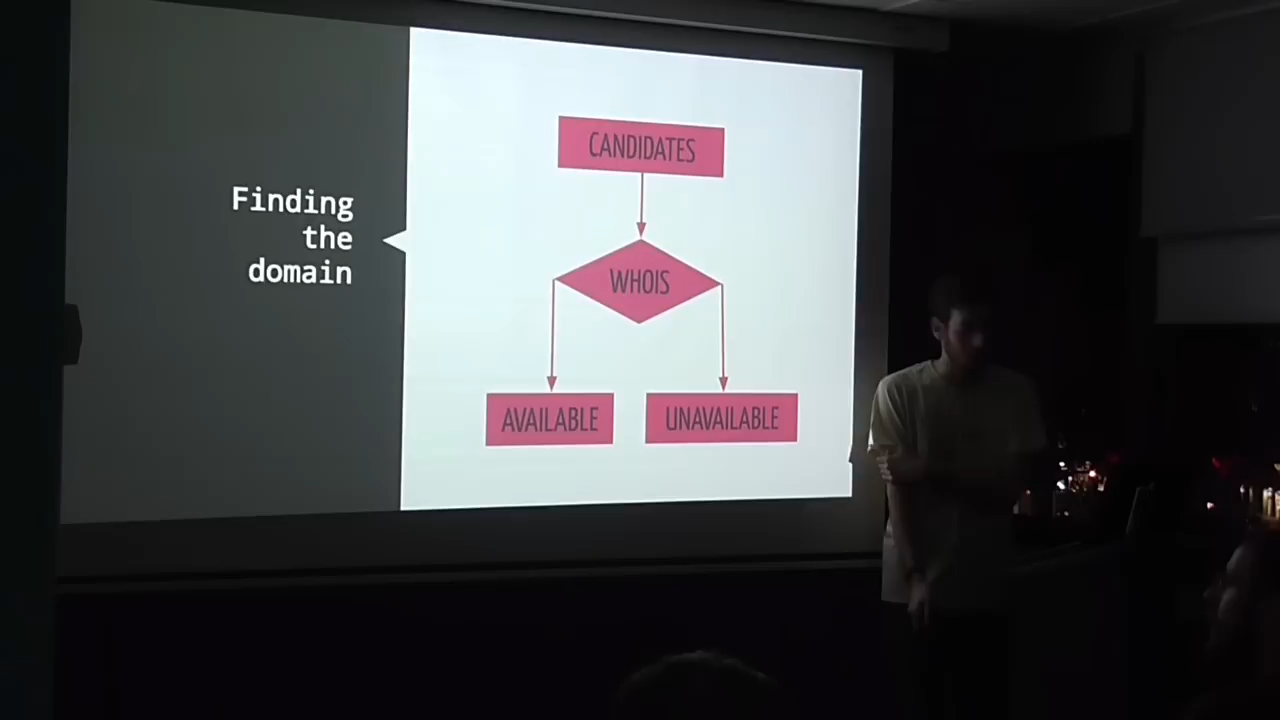 Finding
the
domain
CANDIDATES
WHOIS
AVAILABLE
UNAVAILABLE